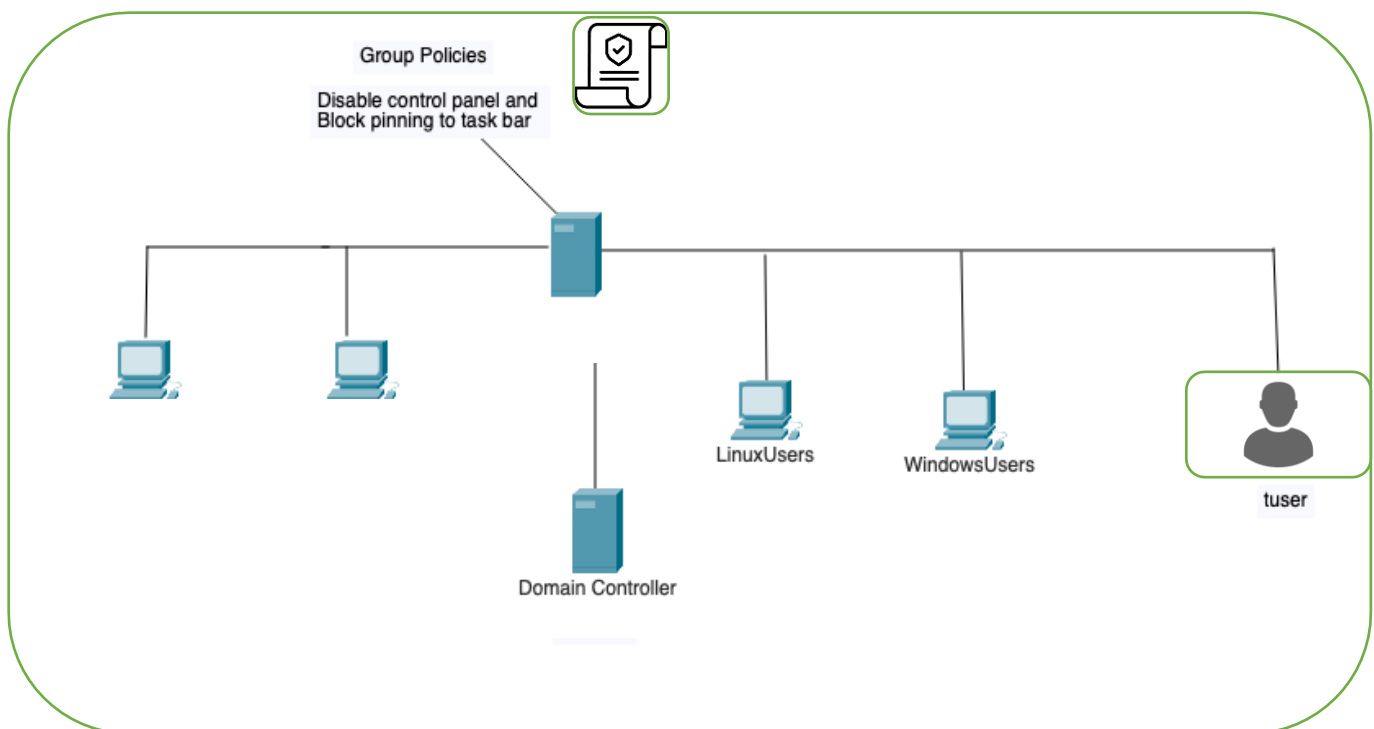 Group Policies
Disable control panel and
Block pinning to task bar
LinuxUsers
WindowsUsers
tuser
Domain Controller